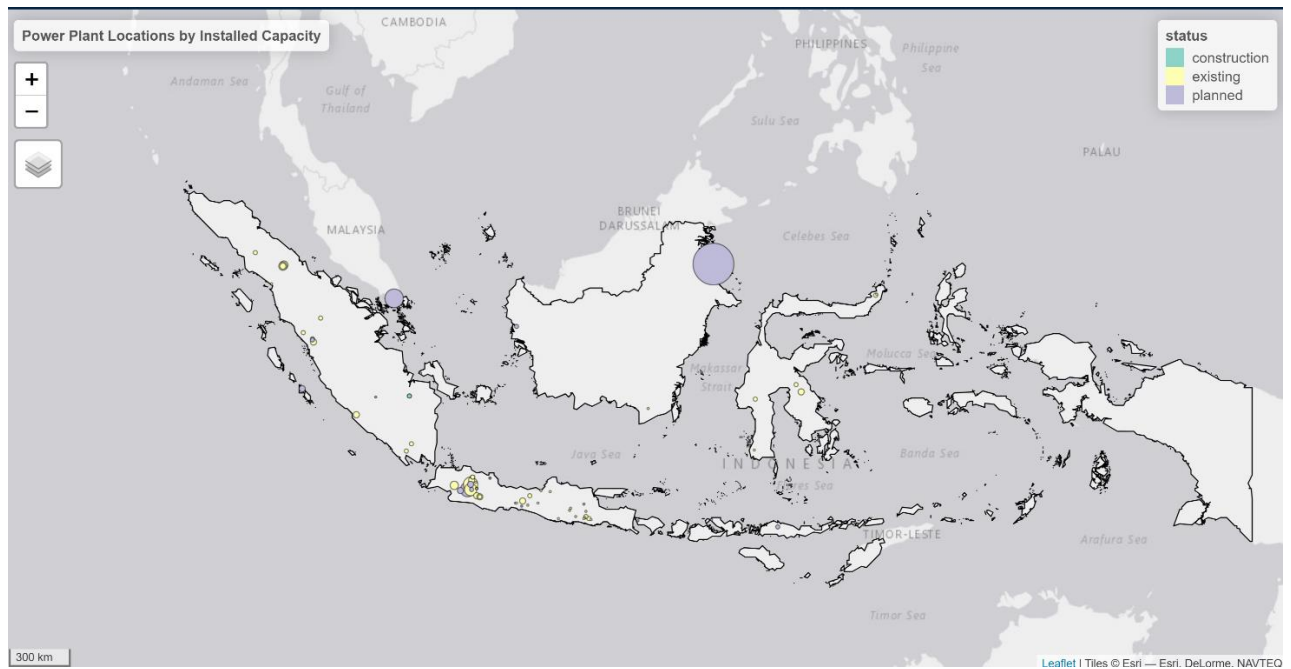 Power Plant Locations by Installed Capacity
+
−
status
construction
existing
planned
CAMBODIA
PHILIPPINES
Philippine
Sea
Andaman Sea
Gulf of
Thailand
Sulu Sea
PALAU
MALAYSIA
BRUNEI
DARUSSALAM
Celebes Sea
Molucca Sea
Makassar
Strait
Java Sea
INDONESIA
Banda Sea
Flores Sea
TIMOR-LESTE
Arafura Sea
Timor Sea
300 km
Leaflet | Tiles © Esri — Esri, DeLorme, NAVTEQ